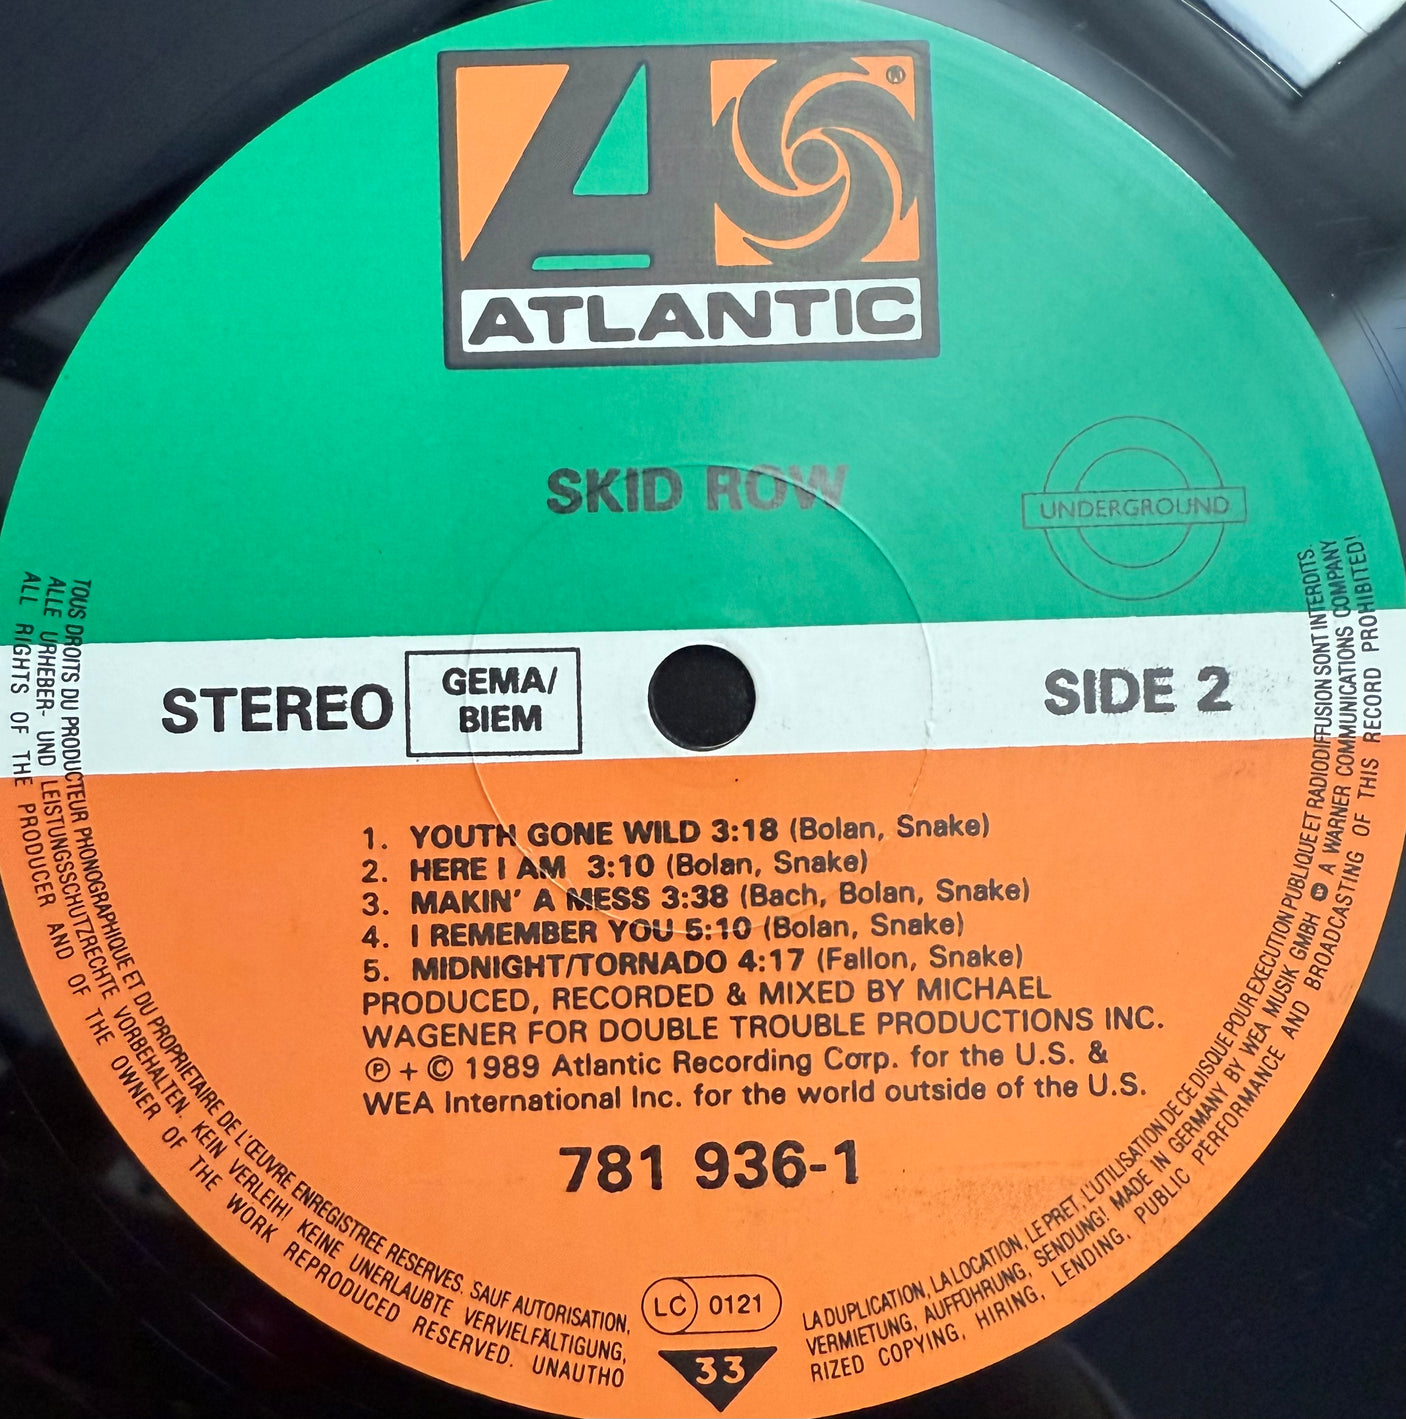 ATLANTIC
SKID ROW
UNDERGROUND
STEREO
GEMA/
BIEM
SIDE 2
1. YOUTH GONE WILD 3:18 (Bolan, Snake)
2. HERE I AM 3:10 (Bolan, Snake)
3. MAKIN' A MESS 3:38 (Bach, Bolan, Snake)
4. I REMEMBER YOU 5:10 (Bolan, Snake)
5. MIDNIGHT/TORNADO 4:17 (Fallon, Snake)
PRODUCED, RECORDED & MIXED BY MICHAEL
WAGENER FOR DOUBLE TROUBLE PRODUCTIONS INC.
℗ + © 1989 Atlantic Recording Corp. for the U.S. &
WEA International Inc. for the world outside of the U.S.
781 936-1
TOUS DROITS DU PRODUCTEUR PHONOGRAPHIQUE ET DU PROPRIETAIRE DE L'ŒUVRE ENREGISTREE RESERVES. SAUF AUTORISATION, LA DUPLICATION, LA LOCATION, LE PRET, L'UTILISATION DE CE DISQUE POUR EXECUTION PUBLIQUE ET RADIODIFFUSION SONT INTERDITS.
ALLE URHEBER- UND LEISTUNGSSCHUTZRECHTE VORBEHALTEN. KEIN VERLEIH! KEINE UNERLAUBTE VERVIELFÄLTIGUNG, VERMIETUNG, AUFFÜHRUNG, SENDUNG! MADE IN GERMANY BY WEA MUSIK GMBH A WARNER COMMUNICATIONS COMPANY
ALL RIGHTS OF THE PRODUCER AND OF THE OWNER OF THE WORK REPRODUCED RESERVED. UNAUTHORIZED COPYING, HIRING, LENDING, PUBLIC PERFORMANCE AND BROADCASTING OF THIS RECORD PROHIBITED!
LC 0121
33